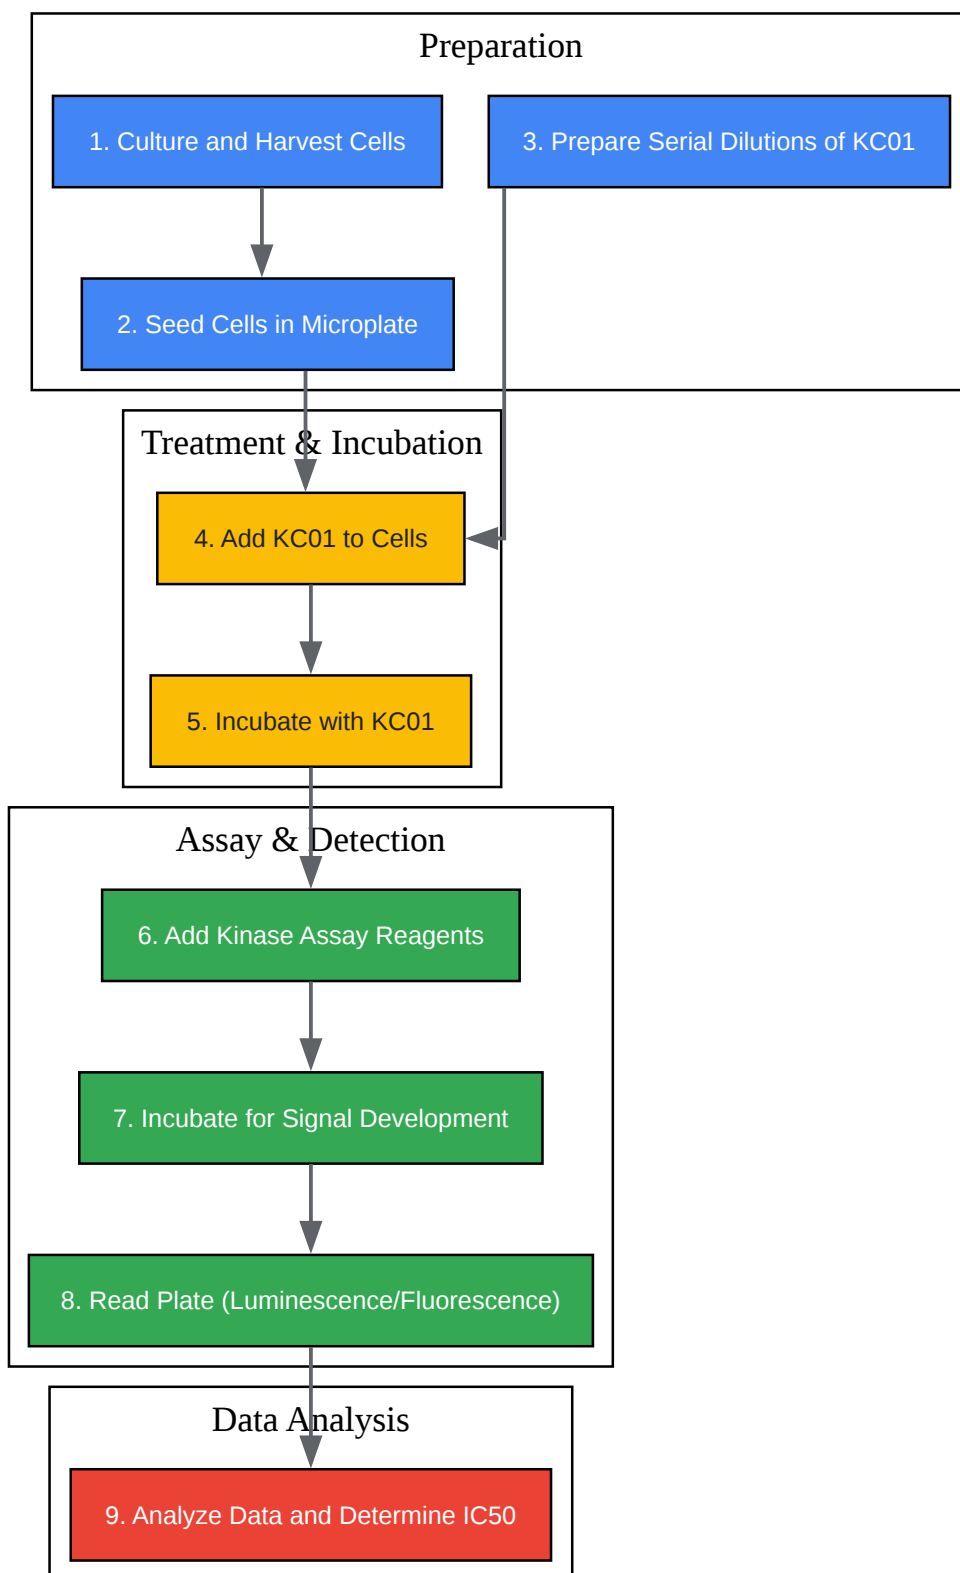 Preparation
1. Culture and Harvest Cells
3. Prepare Serial Dilutions of KC01
2. Seed Cells in Microplate
Treatment & Incubation
4. Add KC01 to Cells
5. Incubate with KC01
Assay & Detection
6. Add Kinase Assay Reagents
7. Incubate for Signal Development
8. Read Plate (Luminescence/Fluorescence)
Data Analysis
9. Analyze Data and Determine IC50